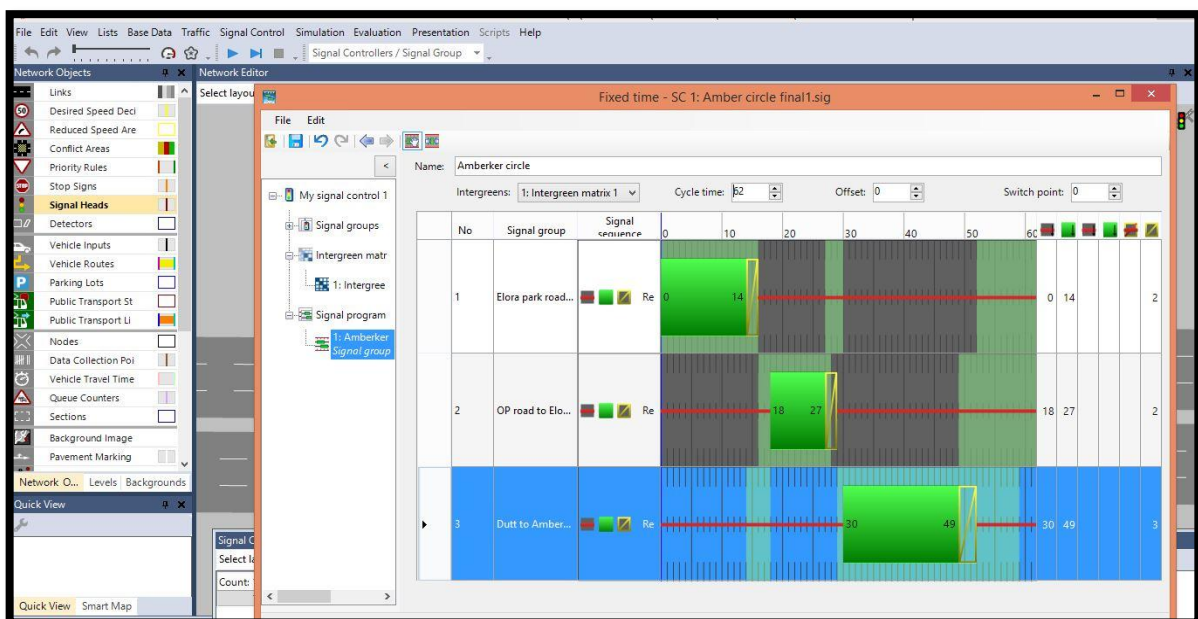 File Edit View Lists Base Data Traffic Signal Control Simulation Evaluation Presentation Scripts Help
Signal Controllers / Signal Group
Network Objects
Network Editor
Select layou
Links
Desired Speed Deci
Reduced Speed Are
Conflict Areas
Priority Rules
Stop Signs
Signal Heads
Detectors
Vehicle Inputs
Vehicle Routes
Parking Lots
Public Transport St
Public Transport Li
Nodes
Data Collection Poi
Vehicle Travel Time
Queue Counters
Sections
Background Image
Pavement Marking
Network O... Levels Backgrounds
Quick View
Quick View Smart Map
Signal C
Select la
Count:
Fixed time - SC 1: Amber circle final1.sig
File Edit
<
Name: Amberker circle
Intergreens: 1: Intergreen matrix 1 Cycle time: 62 Offset: 0 Switch point: 0
My signal control 1
Signal groups
Intergreen matr
1: Intergree
Signal program
1: Amberker
Signal group
< >
No Signal group Signal sequence 0 10 20 30 40 50 60
1 Elora park road... Re 0 14 0 14 2
2 OP road to Elo... Re 18 27 18 27 2
3 Dutt to Amber... Re 30 49 30 49 3